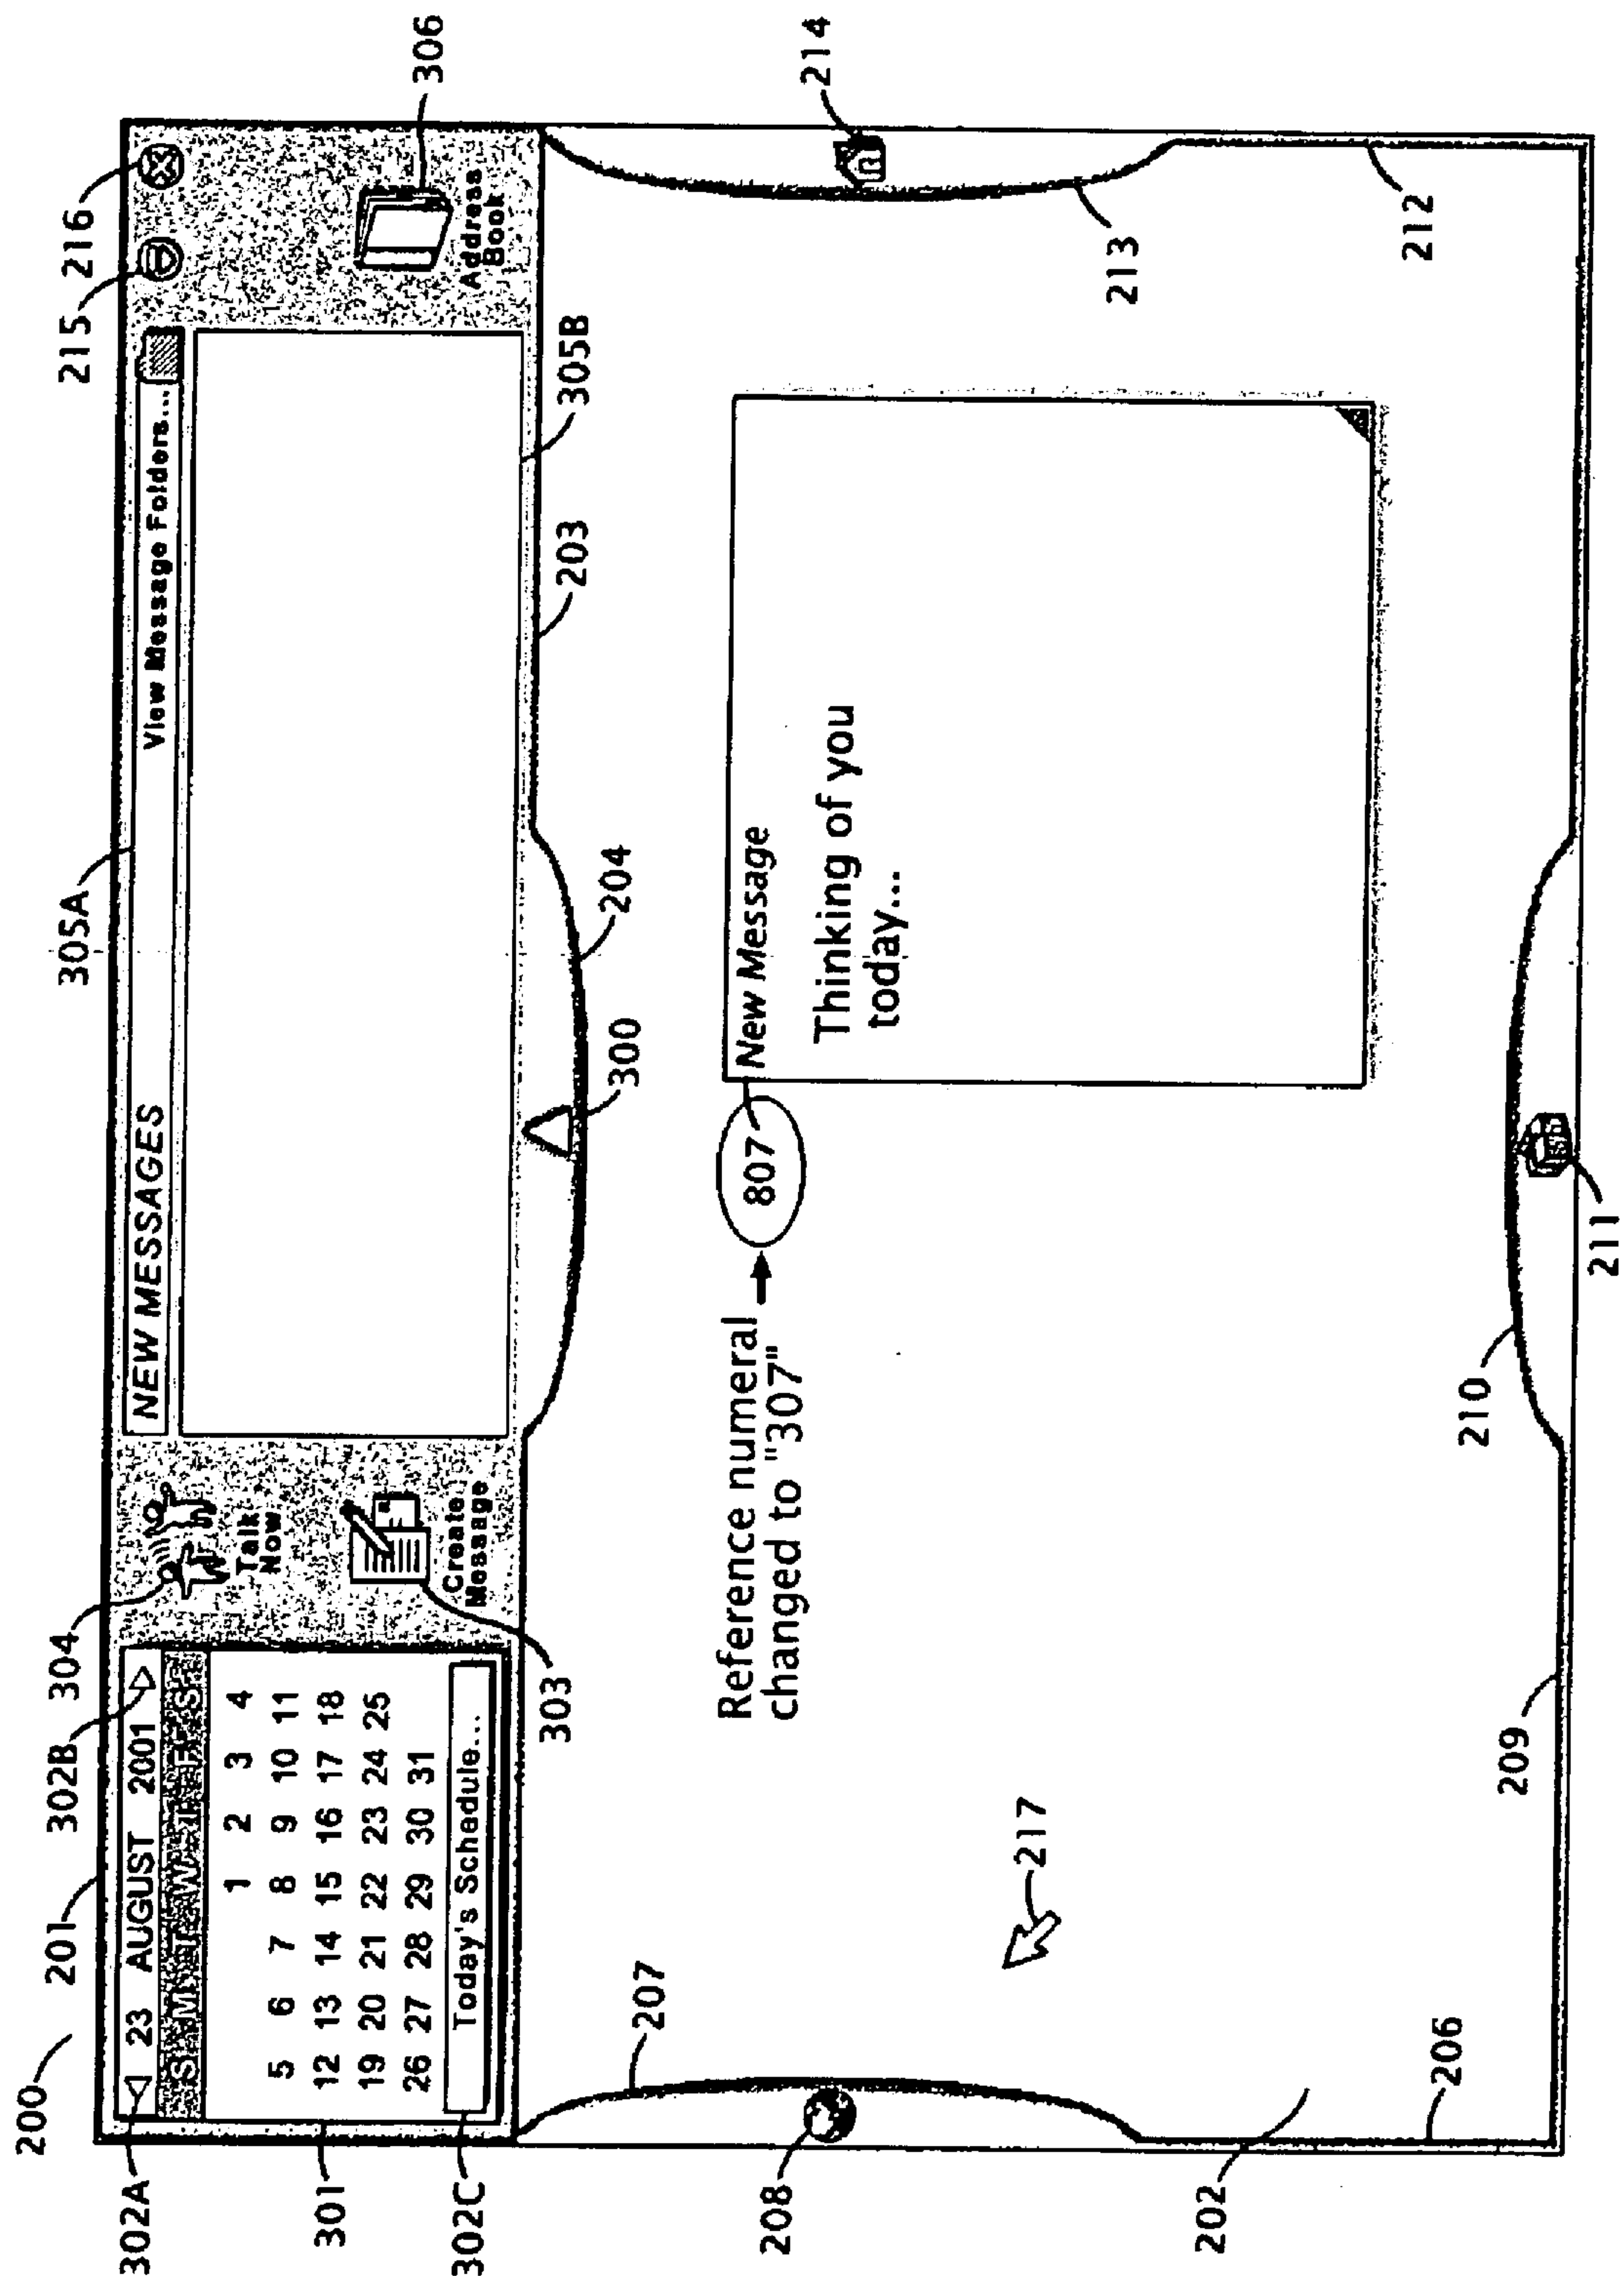 200
201
302B
304
305A
215
216
302A
23 AUGUST 2001
NEW MESSAGES
View Message Folders...
S M T W T F S
301
1 2 3 4
5 6 7 8 9 10 11
12 13 14 15 16 17 18
19 20 21 22 23 24 25
26 27 28 29 30 31
302C
Today's Schedule...
Talk
Now
Create
Message
Address
Book
306
303
300
204
203
305B
207
208
Reference numeral
changed to "307"
807
New Message
Thinking of you
today...
214
217
213
202
206
209
210
211
212